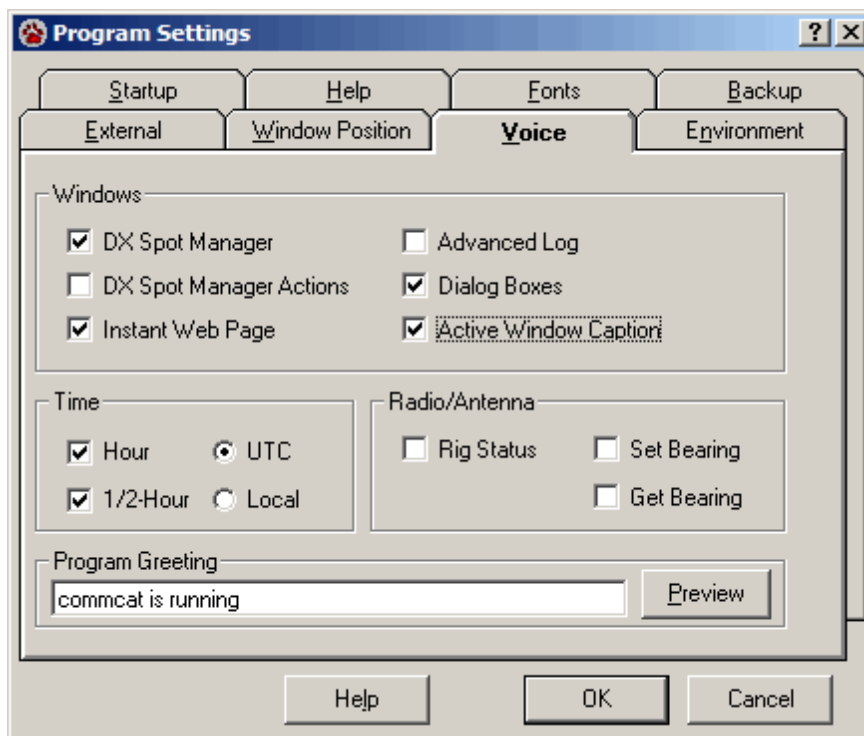 Program Settings
Startup Help Fonts Backup
External Window Position Voice Environment
Windows
DX Spot Manager Advanced Log
DX Spot Manager Actions Dialog Boxes
Instant Web Page Active Window Caption
Time Radio/Antenna
Hour UTC Rig Status Set Bearing
1/2-Hour Local Get Bearing
Program Greeting
commcat is running Preview
Help OK Cancel